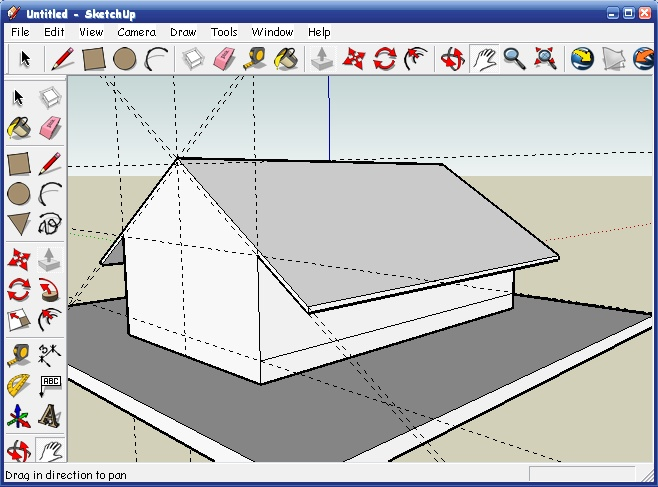 Untitled - SketchUp
File Edit View Camera Draw Tools Window Help
ABC
A
Drag in direction to pan